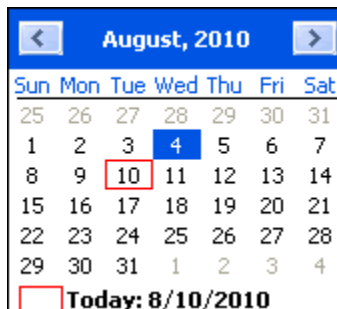 August, 2010
Sun Mon Tue Wed Thu Fri Sat
25 26 27 28 29 30 31
1 2 3 4 5 6 7
8 9 10 11 12 13 14
15 16 17 18 19 20 21
22 23 24 25 26 27 28
29 30 31 1 2 3 4
Today: 8/10/2010